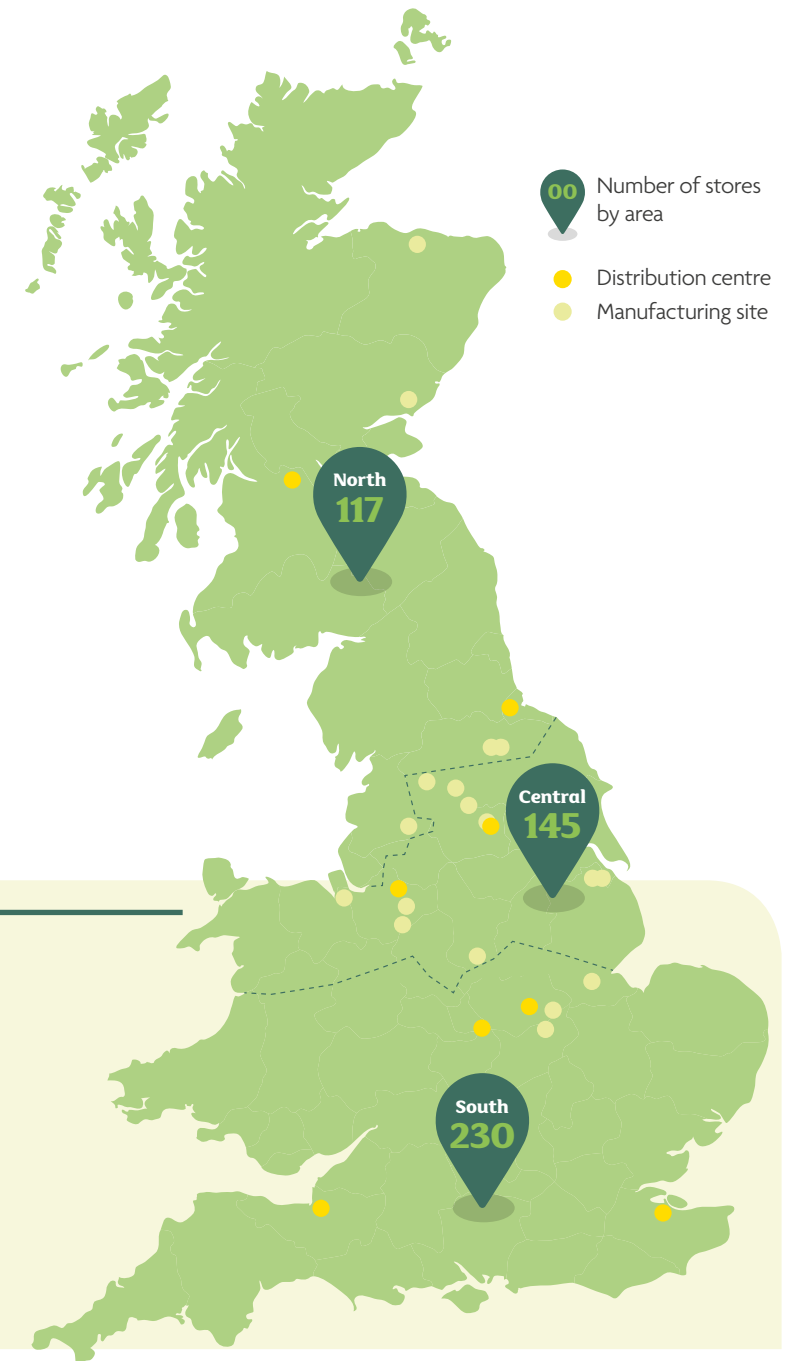 00
Number of stores
by area
Distribution centre
Manufacturing site
North
117
Central
145
South
230